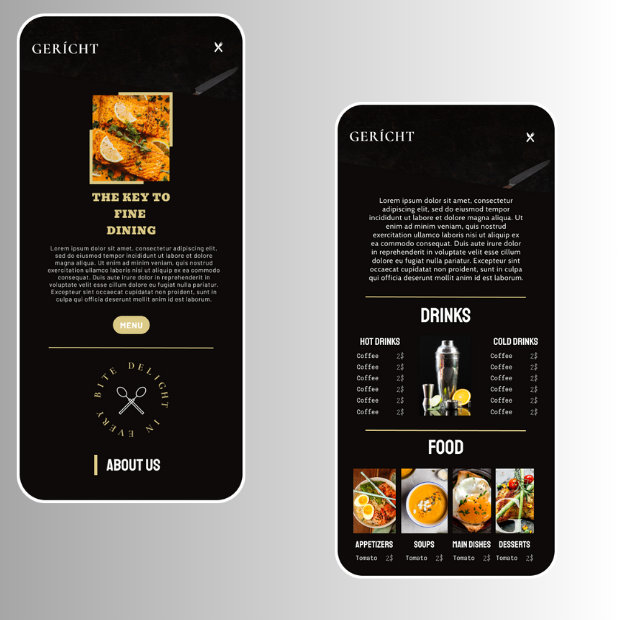 GERÍCHT
THE KEY TO
FINE
DINING
Lorem ipsum dolor sit amet, consectetur
adipiscing elit, sed do eiusmod tempor
incididunt ut labore et dolore magna
aliqua. Ut enim ad minim veniam, quis nostrud
exercitation ullamco laboris nisi ut aliquip ex ea commodo
consequat. Duis aute irure dolor in reprehenderit in
voluptate velit esse cillum dolore eu fugiat nulla pariatur.
Excepteur sint occaecat cupidatat non proident, sunt in
culpa qui officia deserunt mollit anim id est laborum.
MENU
BITE DELIGHT IN EVERY
ABOUT US
GERÍCHT
Lorem ipsum dolor sit amet, consectetur
adipiscing elit, sed do eiusmod tempor
incididunt ut labore et dolore magna aliqua. Ut
enim ad minim veniam, quis nostrud
exercitation ullamco laboris nisi ut aliquip ex
ea commodo consequat. Duis aute irure dolor
in reprehenderit in voluptate velit esse cillum
dolore eu fugiat nulla pariatur. Excepteur sint
occaecat cupidatat non proident, sunt in culpa
qui officia deserunt mollit anim id est laborum.
DRINKS
HOT DRINKS
Coffee 2$
Coffee 2$
Coffee 2$
Coffee 2$
Coffee 2$
Coffee 2$
COLD DRINKS
Coffee 2$
Coffee 2$
Coffee 2$
Coffee 2$
Coffee 2$
Coffee 2$
FOOD
APPETIZERS SOUPS MAIN DISHES DESSERTS
Tomato 2$ Tomato 2$ Tomato 2$ Tomato 2$